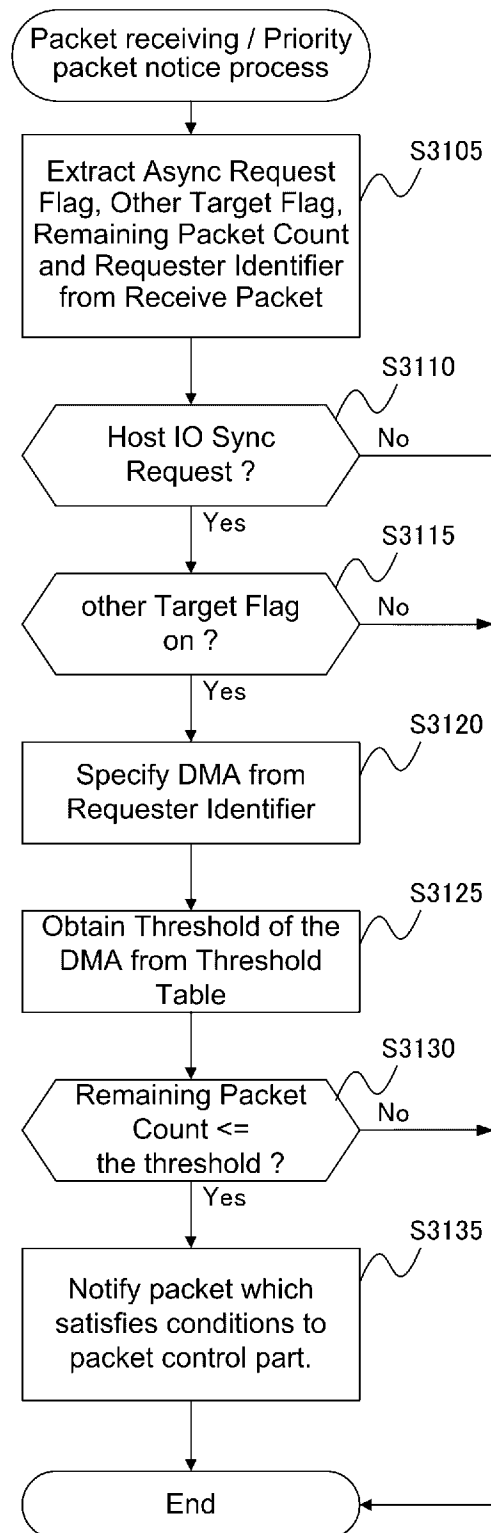 Packet receiving / Priority
packet notice process
S3105
Extract Async Request
Flag, Other Target Flag,
Remaining Packet Count
and Requester Identifier
from Receive Packet
S3110
Host IO Sync
Request ?
No
Yes
S3115
other Target Flag
on ?
No
Yes
S3120
Specify DMA from
Requester Identifier
S3125
Obtain Threshold of the
DMA from Threshold
Table
S3130
Remaining Packet
Count <=
the threshold ?
No
Yes
S3135
Notify packet which
satisfies conditions to
packet control part.
End